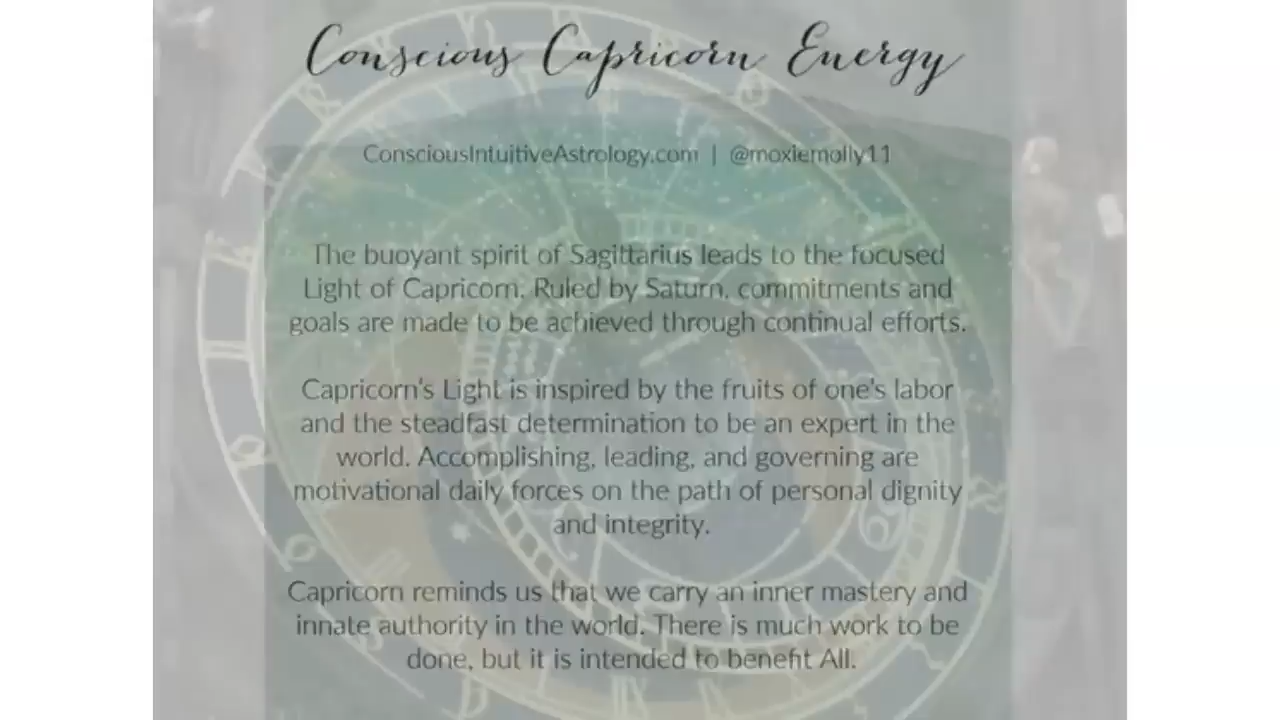 Conscious Capricorn Energy
ConsciousIntuitiveAstrology.com | @moxiemolly11
The buoyant spirit of Sagittarius leads to the focused
Light of Capricorn. Ruled by Saturn, commitments and
goals are made to be achieved through continual efforts.
Capricorn's Light is inspired by the fruits of one's labor
and the steadfast determination to be an expert in the
world. Accomplishing, leading, and governing are
motivational daily forces on the path of personal dignity
and integrity.
Capricorn reminds us that we carry an inner mastery and
innate authority in the world. There is much work to be
done, but it is intended to benefit All.